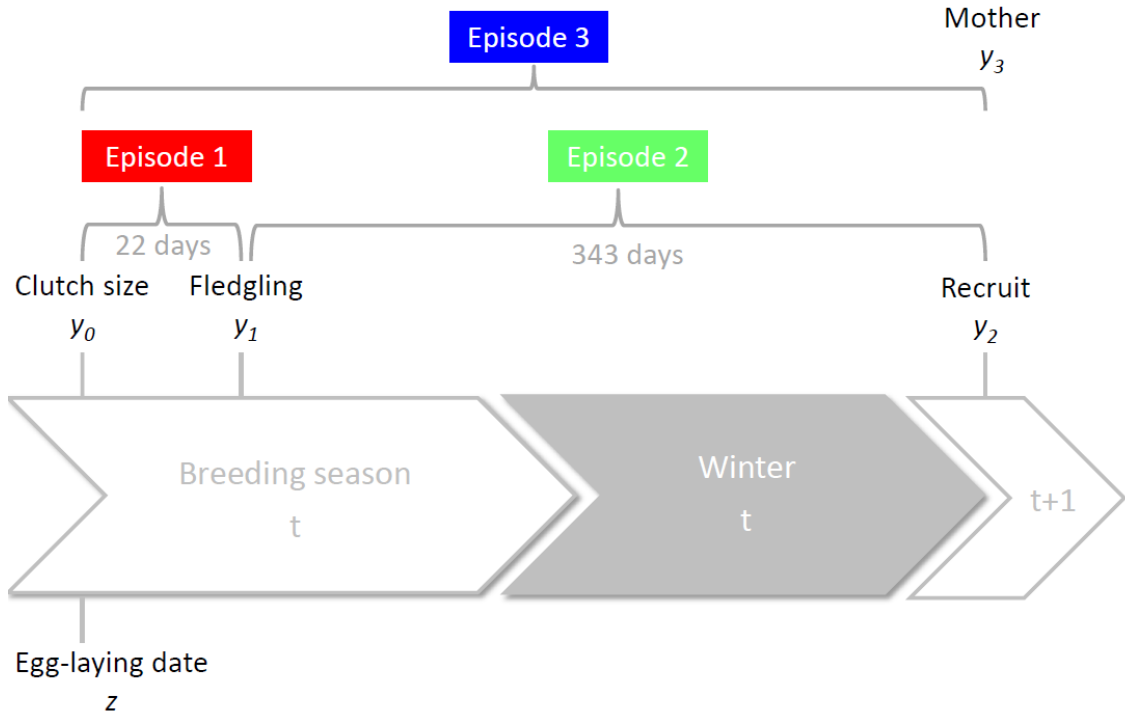 Mother
Episode 3
y3
Episode 1
Episode 2
22 days
343 days
Clutch size
Fledgling
Recruit
y0
y1
y2
Breeding season
t
Winter
t
t+1
Egg-laying date
z